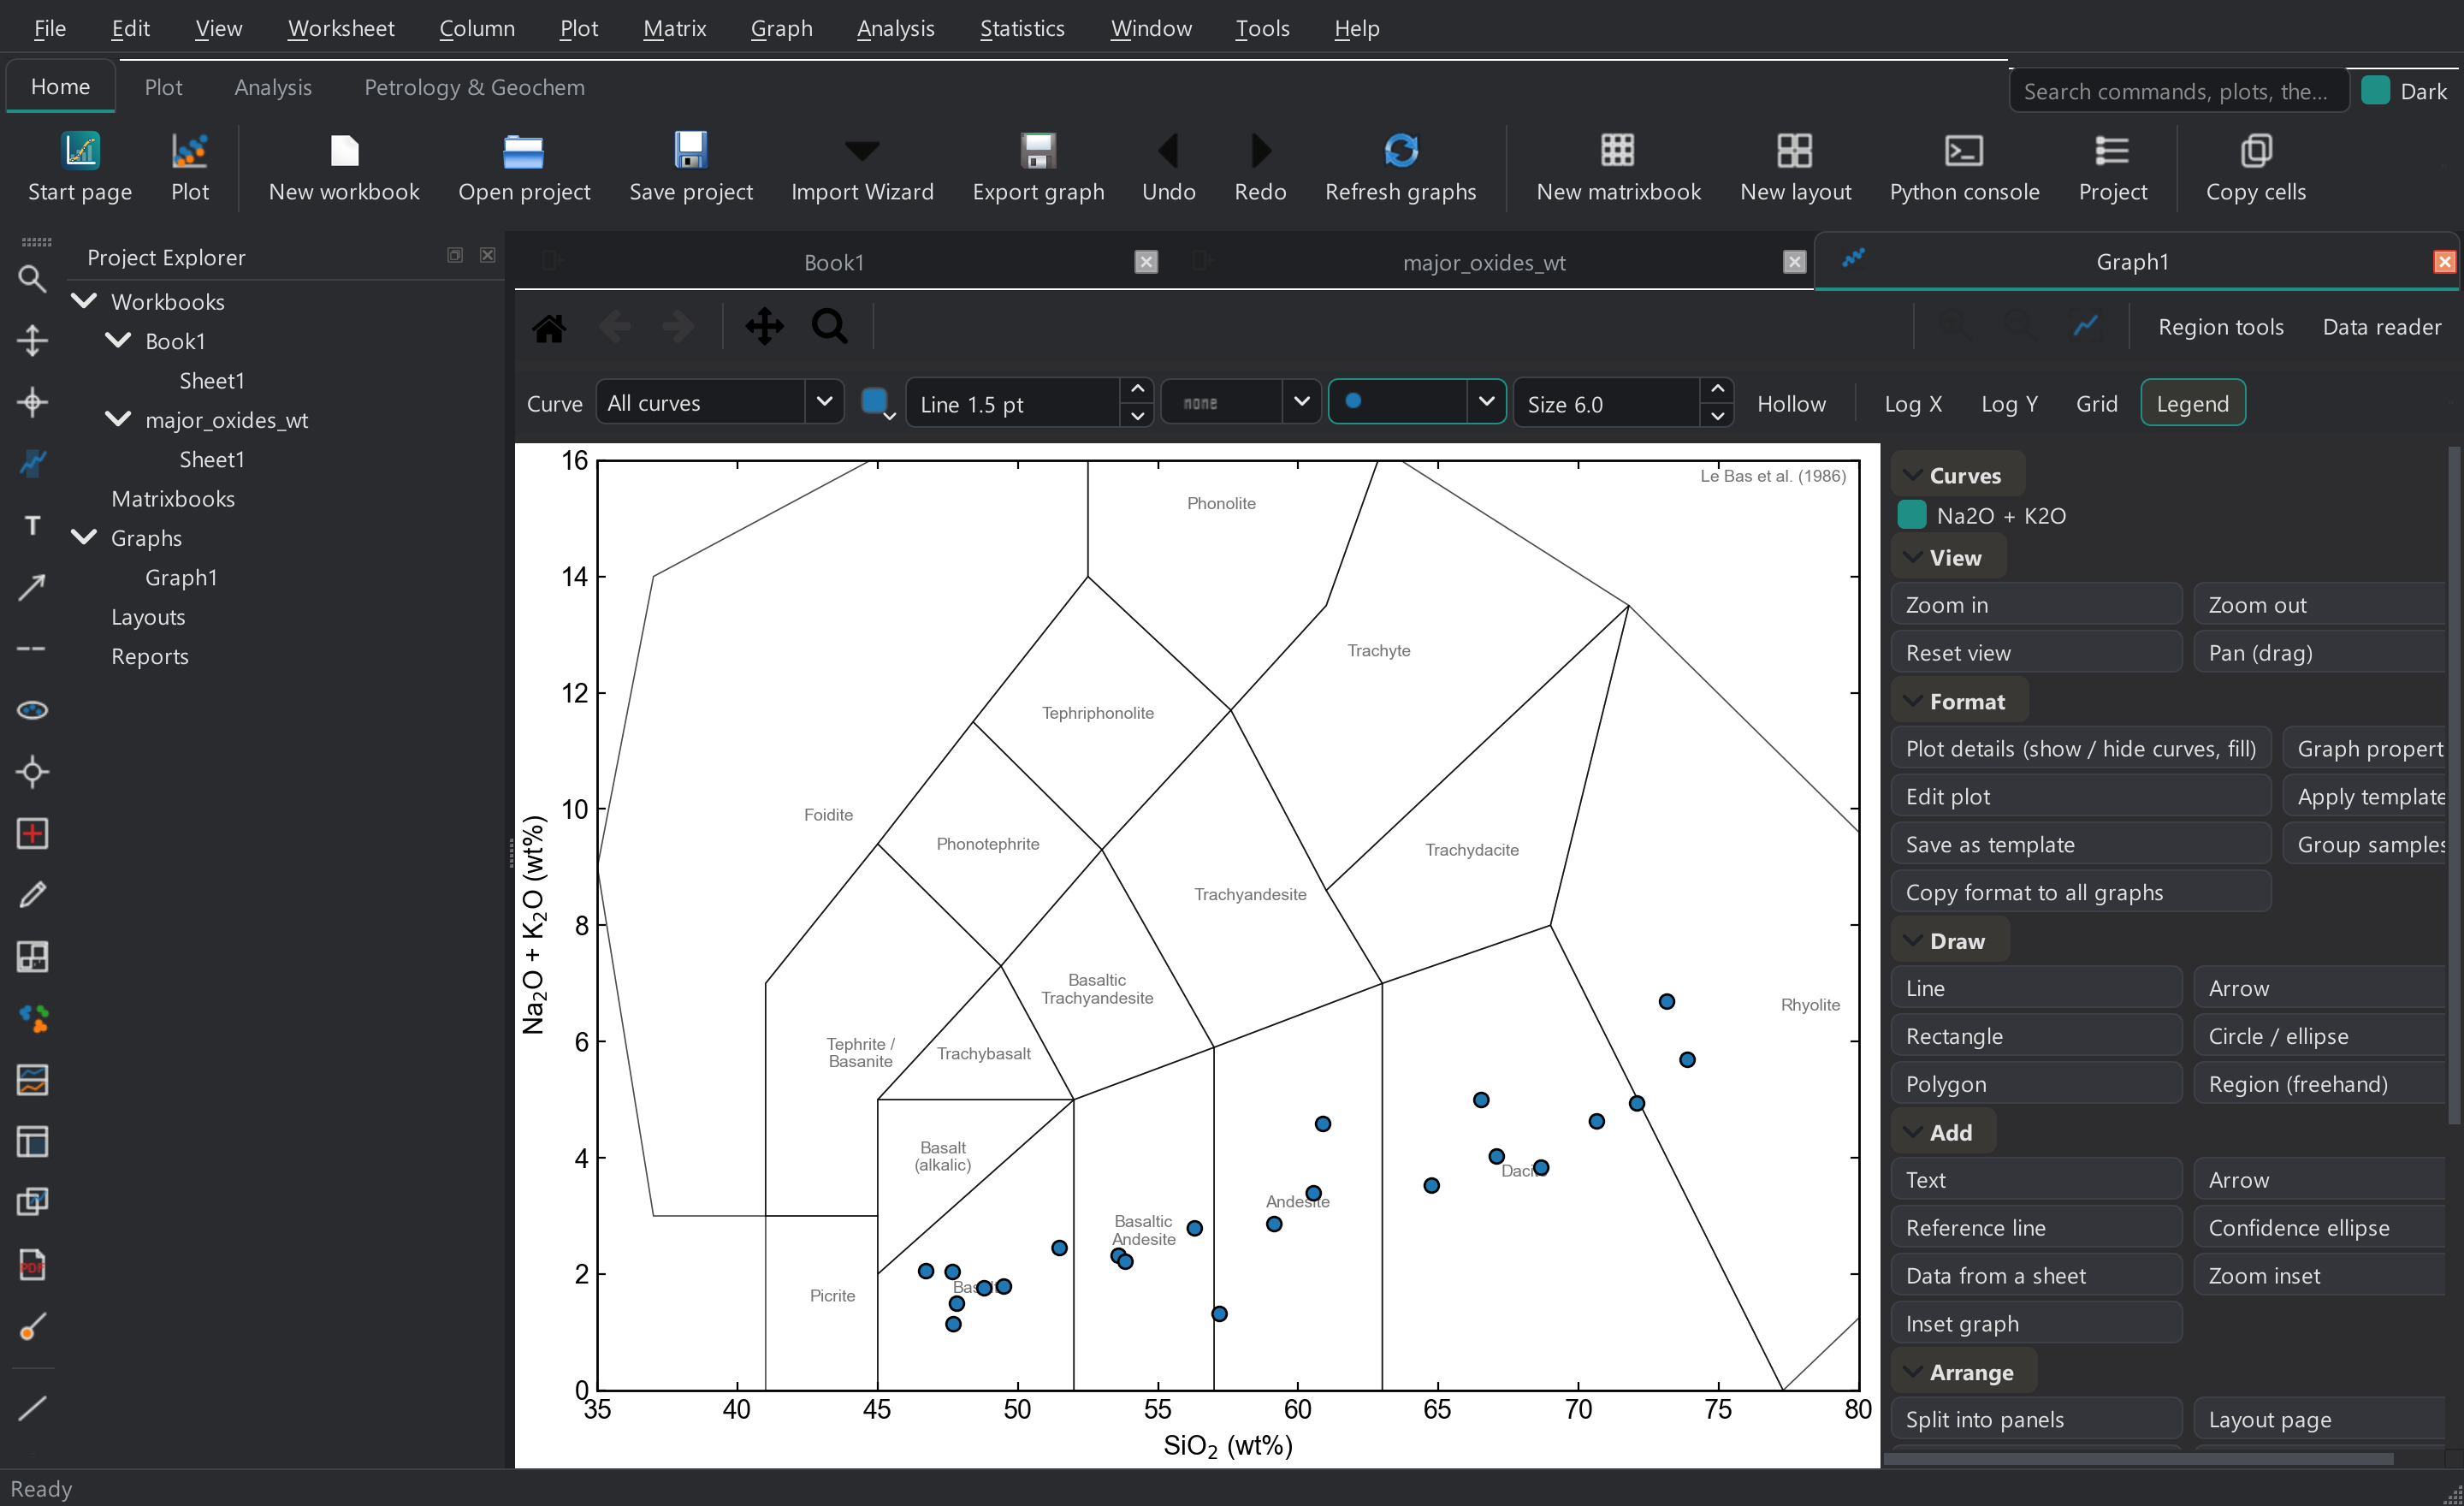 File Edit View Worksheet Column Plot Matrix Graph Analysis Statistics Window Tools Help
Home Plot Analysis Petrology & Geochem
Search commands, plots, the...
Dark
Start page Plot New workbook Open project Save project Import Wizard Export graph Undo Redo Refresh graphs New matrixbook New layout Python console Project Copy cells
Project Explorer
Workbooks
Book1
Sheet1
major_oxides_wt
Sheet1
Matrixbooks
Graphs
Graph1
Layouts
Reports
T
PDF
Book1 major_oxides_wt Graph1
Region tools Data reader
Curve All curves Line 1.5 pt none Size 6.0 Hollow Log X Log Y Grid Legend
Le Bas et al. (1986)
Phonolite
Trachyte
Tephriphonolite
Foidite
Phonotephrite
Trachydacite
Trachyandesite
Basaltic
Trachyandesite
Rhyolite
Tephrite /
Basanite
Trachybasalt
Basalt
(alkalic)
Andesite
Basaltic
Andesite
Picrite
16
14
12
10
8
6
4
2
0
35 40 45 50 55 60 65 70 75 80
SiO₂ (wt%)
Na₂O + K₂O (wt%)
Curves
Na2O + K2O
View
Zoom in Zoom out
Reset view Pan (drag)
Format
Plot details (show / hide curves, fill) Graph propert
Edit plot Apply template
Save as template Group samples
Copy format to all graphs
Draw
Line Arrow
Rectangle Circle / ellipse
Polygon Region (freehand)
Add
Text Arrow
Reference line Confidence ellipse
Data from a sheet Zoom inset
Inset graph
Arrange
Split into panels Layout page
Ready